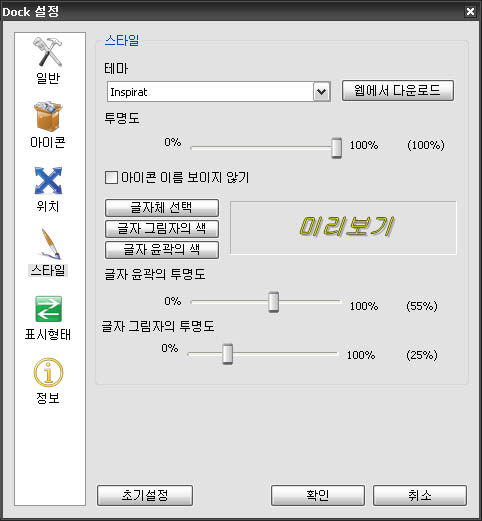 Dock 설정
일반
아이콘
위치
스타일
표시형태
정보
스타일
테마
Inspirat
웹에서 다운로드
투명도
0% 100% (100%)
아이콘 이름 보이지 않기
글자체 선택
글자 그림자의 색
글자 윤곽의 색
미리보기
글자 윤곽의 투명도
0% 100% (55%)
글자 그림자의 투명도
0% 100% (25%)
초기설정 확인 취소